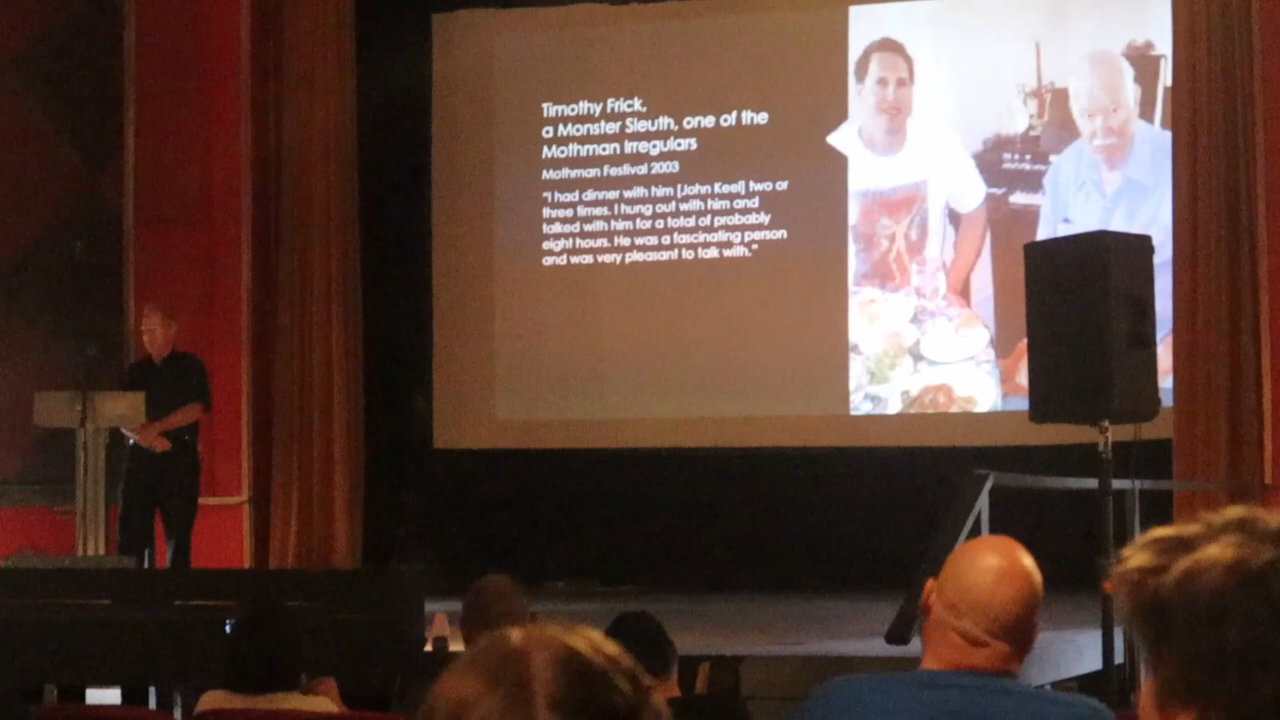 Timothy Frick,
a Monster Sleuth, one of the
Mothman Irregulars
Mothman Festival 2003
"I had dinner with him [John Keel] two or
three times. I hung out with him and
talked with him for a total of probably
eight hours. He was a fascinating person
and was very pleasant to talk with."